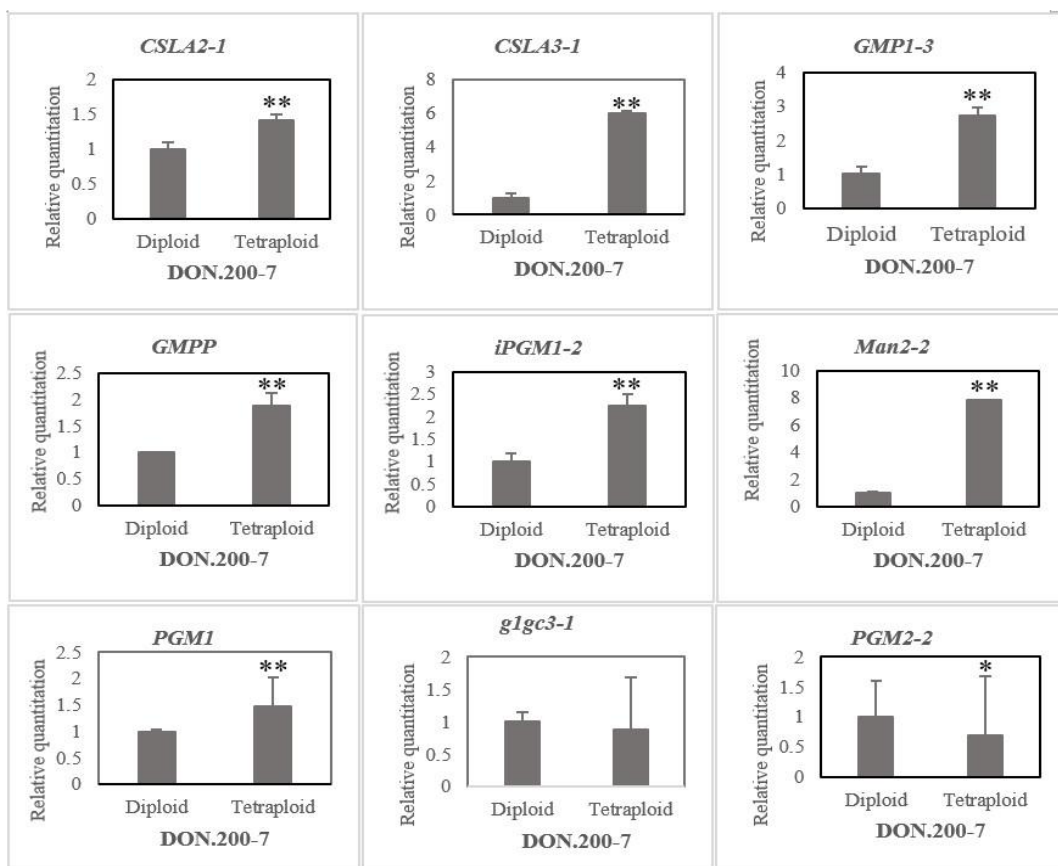 CSLA2-1
Relative quantitation
2
1.5
1
0.5
0
**
Diploid Tetraploid
DON.200-7
CSLA3-1
Relative quantitation
8
6
4
2
0
**
Diploid Tetraploid
DON.200-7
GMP1-3
Relative quantitation
4
3
2
1
0
**
Diploid Tetraploid
DON.200-7
GMPP
Relative quantitation
2.5
2
1.5
1
0.5
0
**
Diploid Tetraploid
DON.200-7
iPGM1-2
Relative quantitation
3
2.5
2
1.5
1
0.5
0
**
Diploid Tetraploid
DON.200-7
Man2-2
Relative quantitation
10
8
6
4
2
0
**
Diploid Tetraploid
DON.200-7
PGM1
Relative quantitation
2.5
2
1.5
1
0.5
0
**
Diploid Tetraploid
DON.200-7
g1gc3-1
Relative quantitation
2
1.5
1
0.5
0
Diploid Tetraploid
DON.200-7
PGM2-2
Relative quantitation
2
1.5
1
0.5
0
*
Diploid Tetraploid
DON.200-7